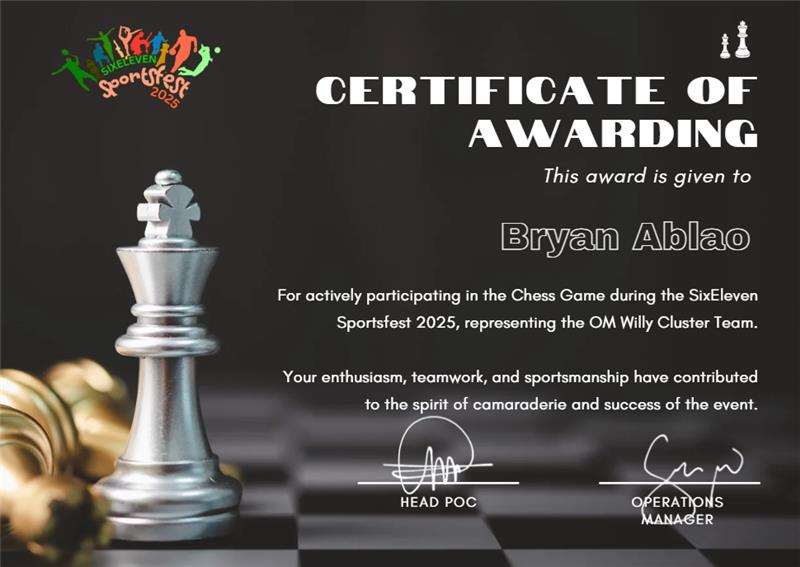 SIXELEVEN
Sportsfest
2025
CERTIFICATE OF
AWARDING
This award is given to
Bryan Ablao
For actively participating in the Chess Game during the SixEleven
Sportsfest 2025, representing the OM Willy Cluster Team.
Your enthusiasm, teamwork, and sportsmanship have contributed
to the spirit of camaraderie and success of the event.
HEAD POC
OPERATIONS
MANAGER